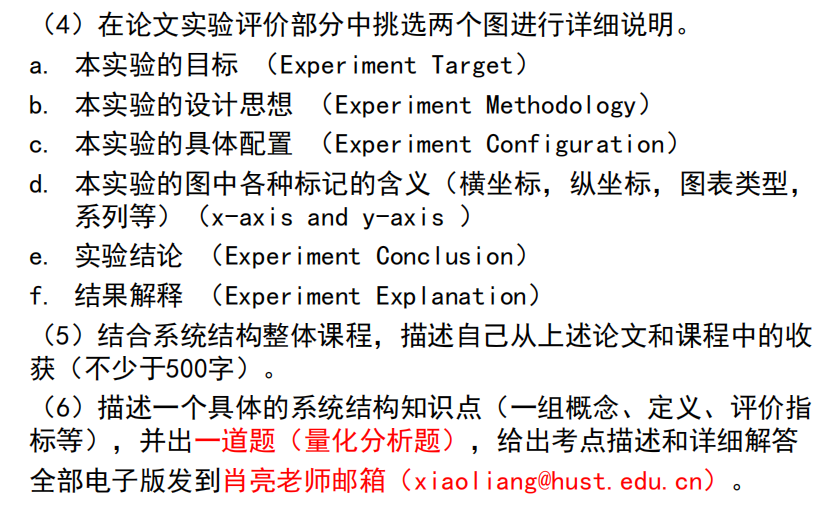 （4）在论文实验评价部分中挑选两个图进行详细说明。
a. 本实验的目标 （Experiment Target）
b. 本实验的设计思想 （Experiment Methodology）
c. 本实验的具体配置 （Experiment Configuration）
d. 本实验的图中各种标记的含义（横坐标，纵坐标，图表类型，
系列等）（x-axis and y-axis ）
e. 实验结论 （Experiment Conclusion）
f. 结果解释 （Experiment Explanation）
（5）结合系统结构整体课程，描述自己从上述论文和课程中的收
获（不少于500字）。
（6）描述一个具体的系统结构知识点（一组概念、定义、评价指
标等），并出一道题（量化分析题），给出考点描述和详细解答
全部电子版发到肖亮老师邮箱（xiaoliang@hust.edu.cn）。